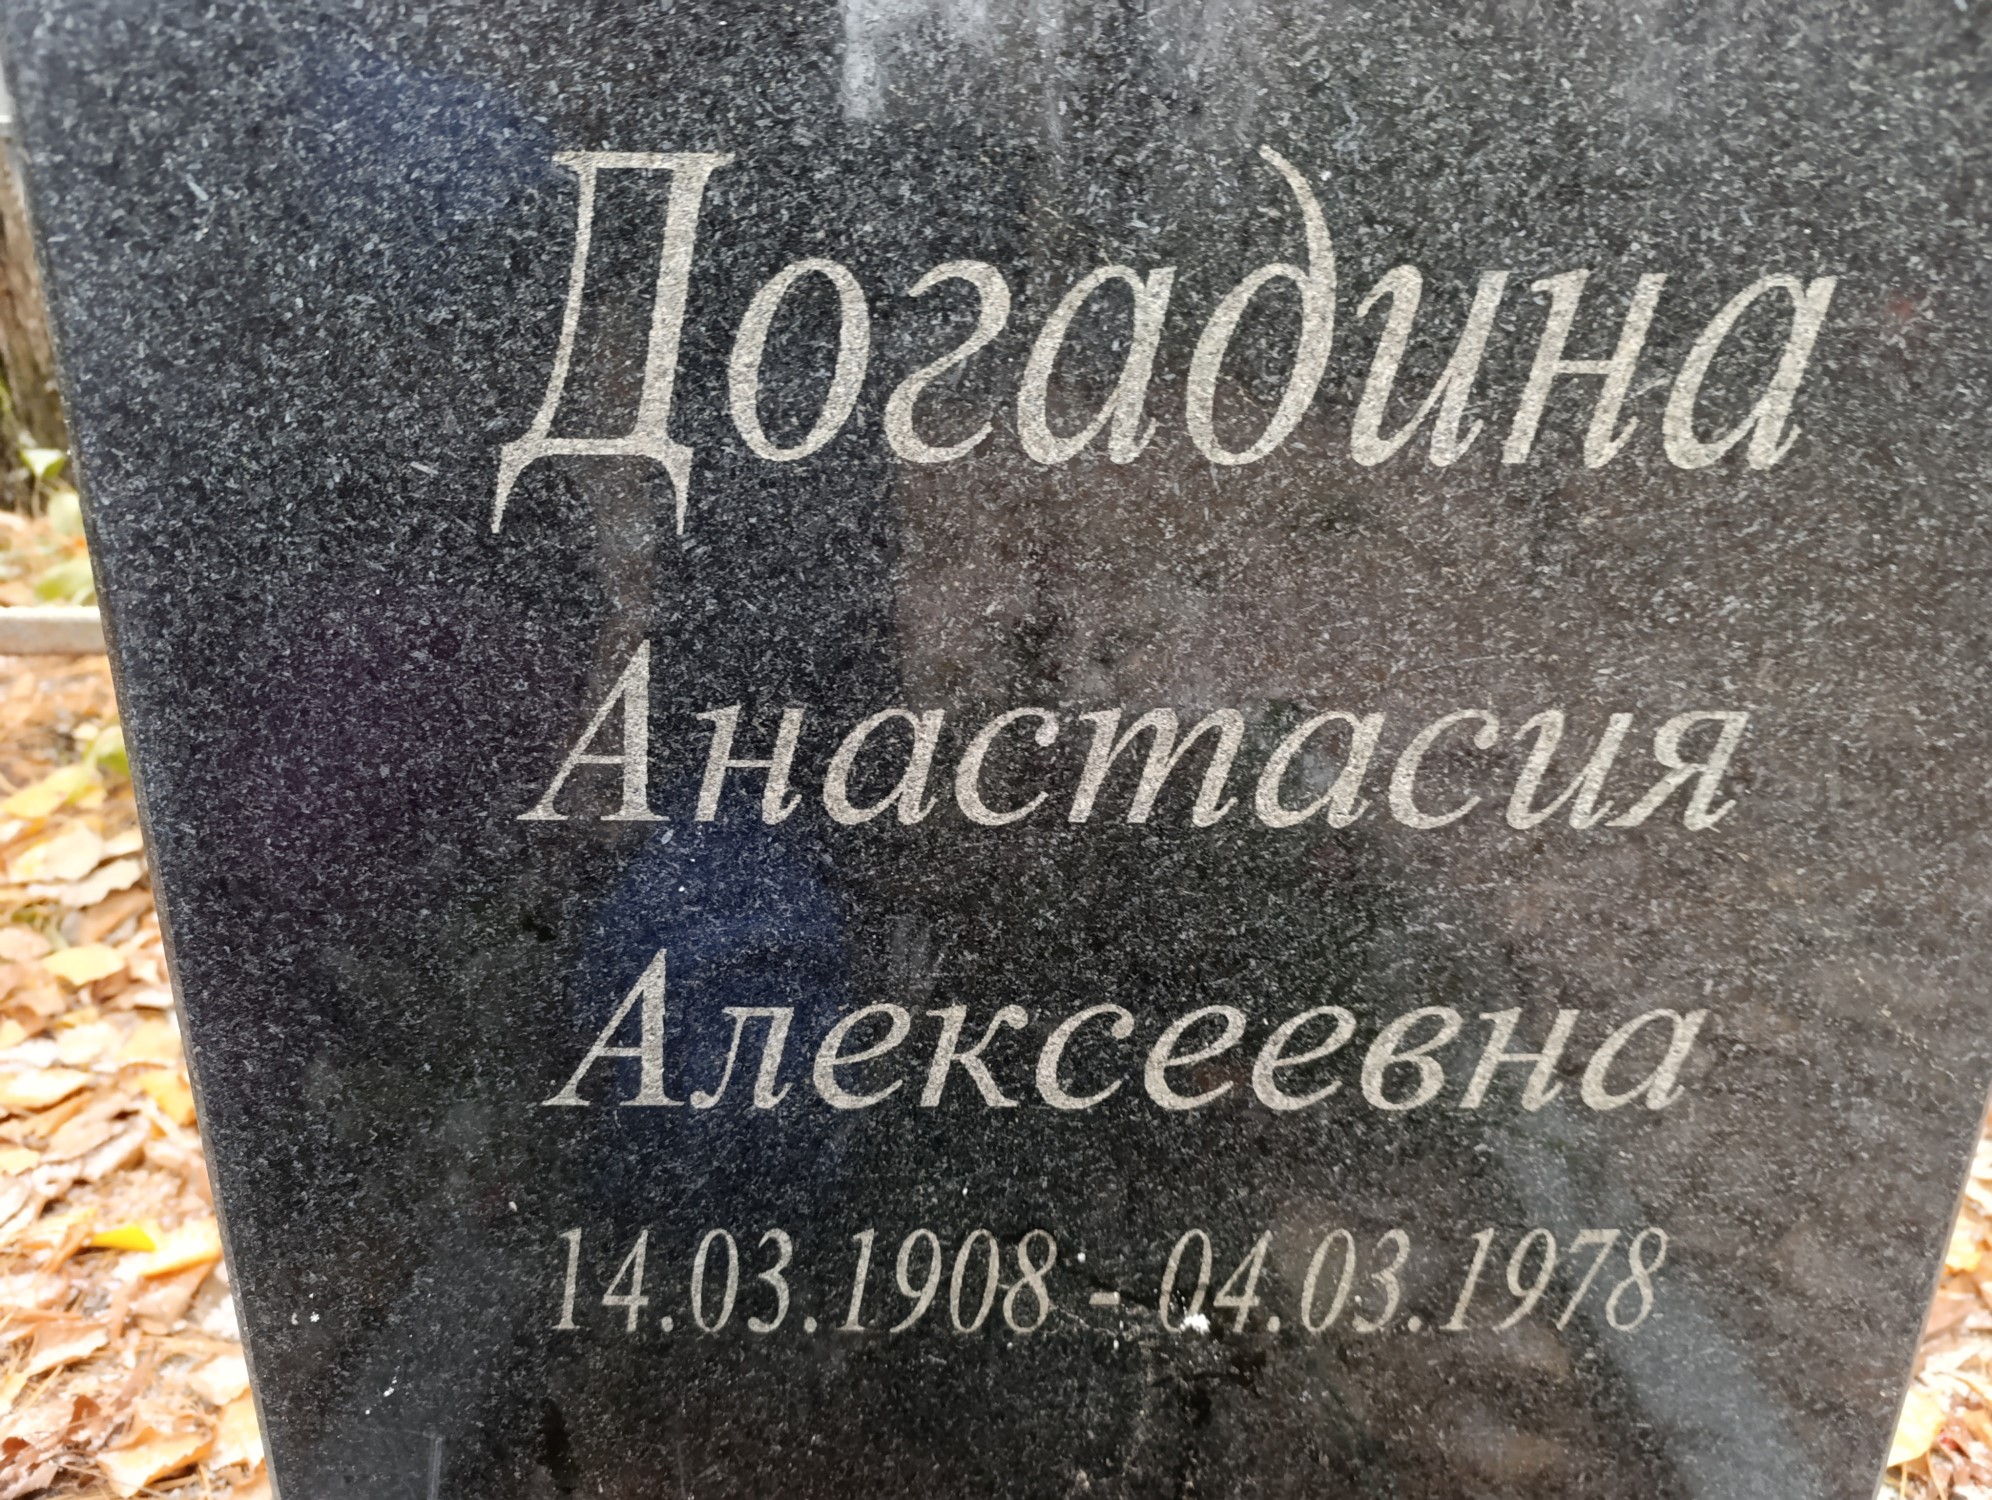 Догадина
Анастасия
Алексеевна
14.03.1908 - 04.03.1978